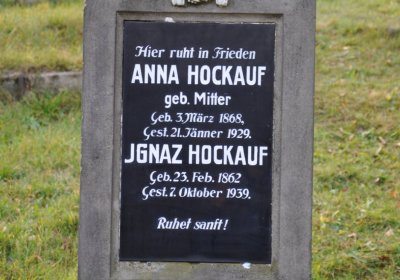 Hier ruht in Frieden
ANNA HOCKAUF
geb. Mitter
Geb. 3. März 1868,
Gest. 21. Jänner 1929.
JGNAZ HOCKAUF
Geb. 23. Feb. 1862
Gest. 7. Oktober 1939.
Ruhet sanft!